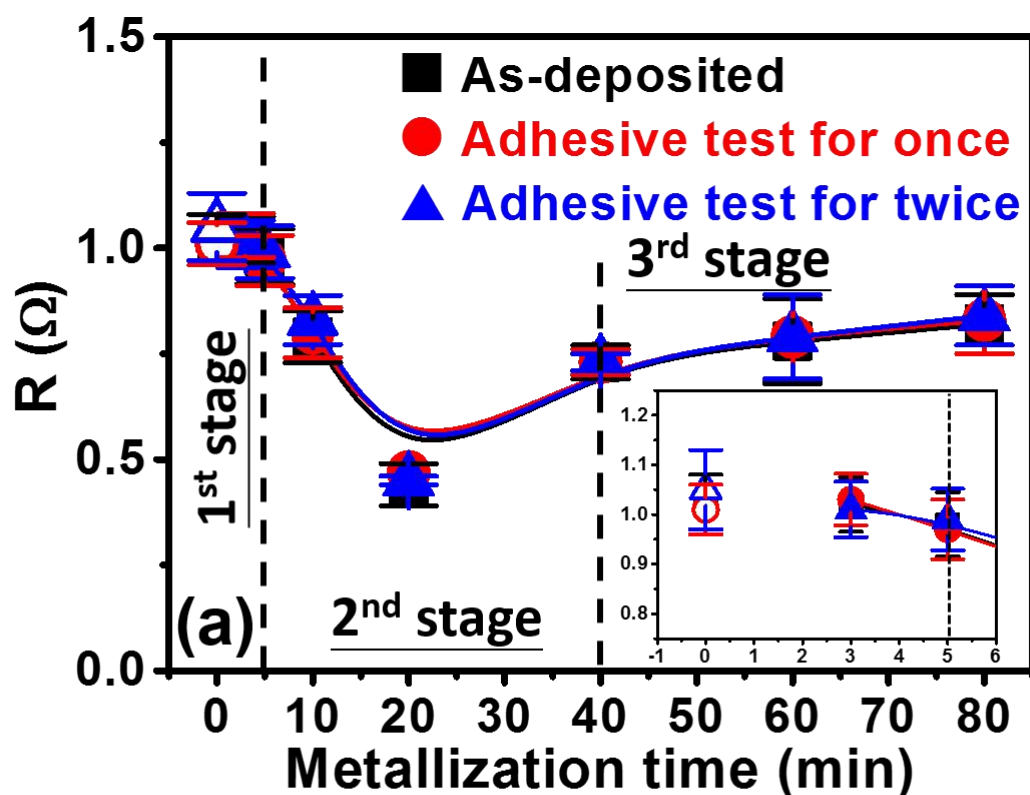 1.5
1.0
0.5
0.0
R (Ω)
As-deposited
Adhesive test for once
Adhesive test for twice
1st stage
2nd stage
3rd stage
(a)
1.2
1.1
1.0
0.9
0.8
-1 0 1 2 3 4 5 6
0 10 20 30 40 50 60 70 80
Metallization time (min)